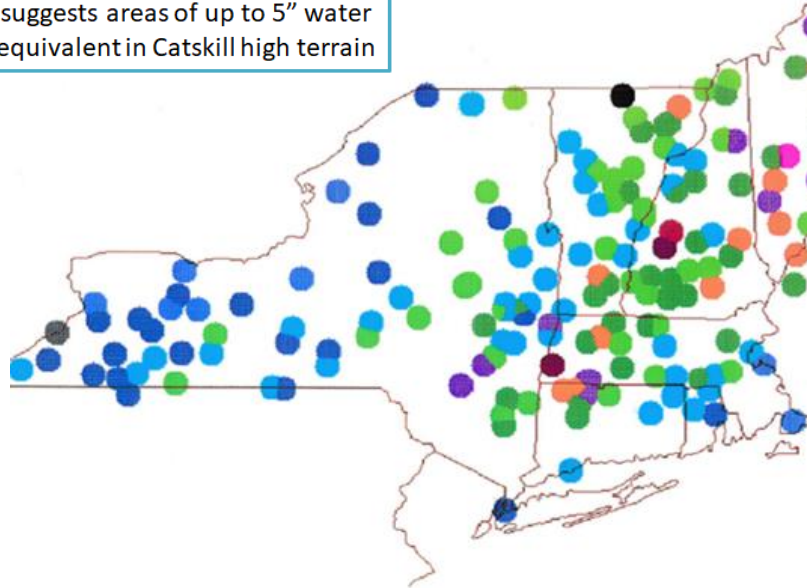 suggests areas of up to 5” water
equivalent in Catskill high terrain